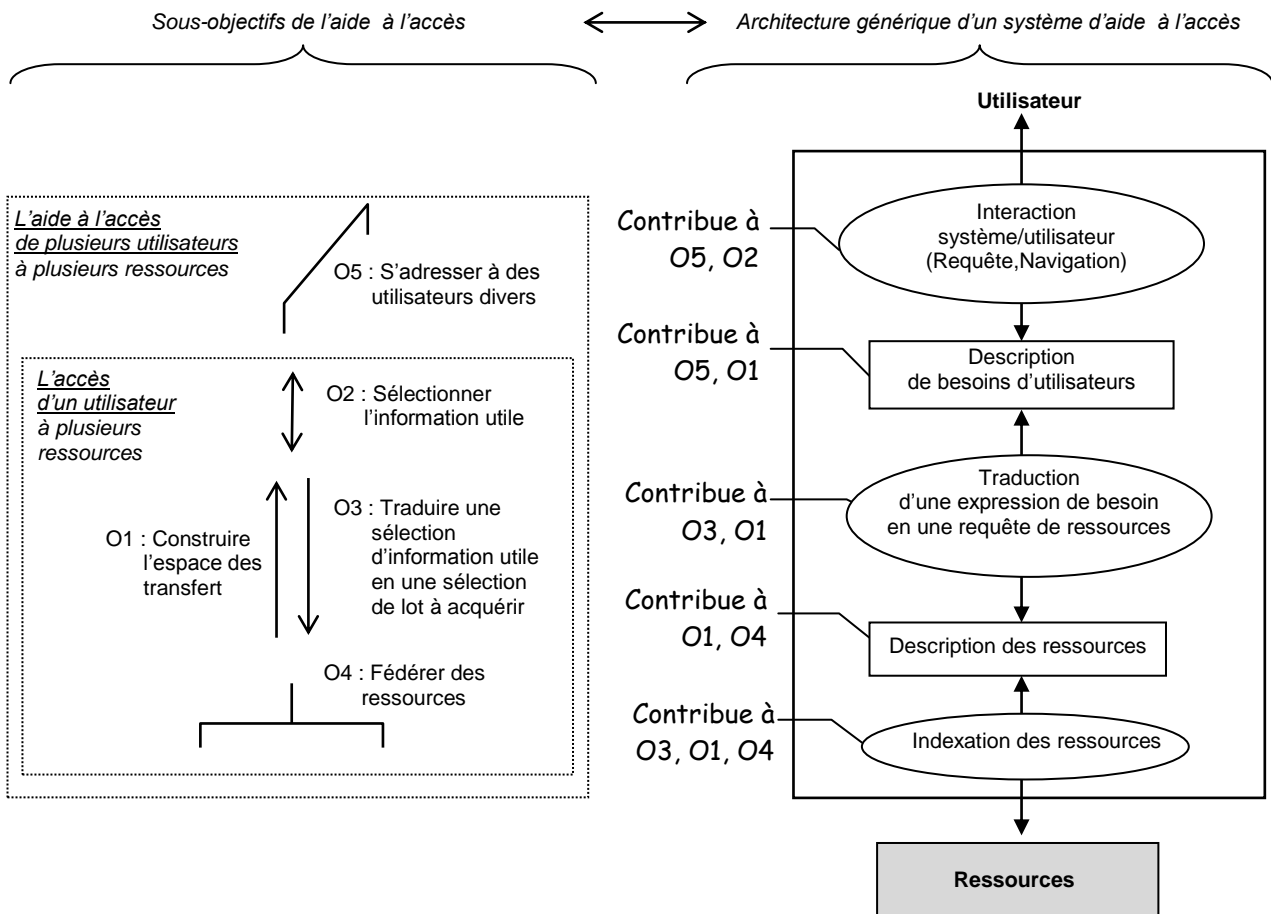 Sous-objectifs de l'aide à l'accès
Architecture générique d'un système d'aide à l'accès
L'aide à l'accès
de plusieurs utilisateurs
à plusieurs ressources
O5 : S'adresser à des
utilisateurs divers
L'accès
d'un utilisateur
à plusieurs
ressources
O2 : Sélectionner
l'information utile
O1 : Construire
l'espace des
transfert
O3 : Traduire une
sélection
d'information utile
en une sélection
de lot à acquérir
O4 : Fédérer des
ressources
Utilisateur
Contribue à
O5, O2
Interaction
système/utilisateur
(Requête,Navigation)
Contribue à
O5, O1
Description
de besoins d'utilisateurs
Contribue à
O3, O1
Traduction
d'une expression de besoin
en une requête de ressources
Contribue à
O1, O4
Description des ressources
Contribue à
O3, O1, O4
Indexation des ressources
Ressources